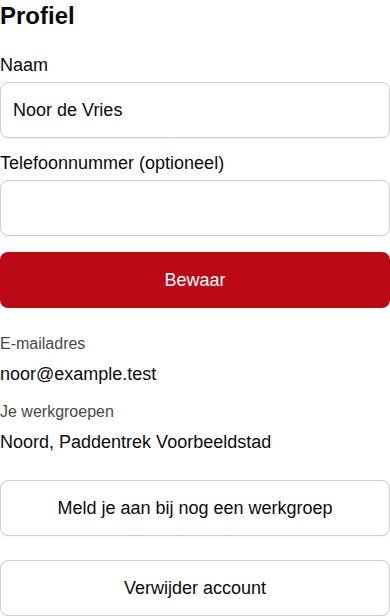 Profiel
Naam
Noor de Vries
Telefoonnummer (optioneel)
Bewaar
E-mailadres
noor@example.test
Je werkgroepen
Noord, Paddentrek Voorbeeldstad
Meld je aan bij nog een werkgroep
Verwijder account